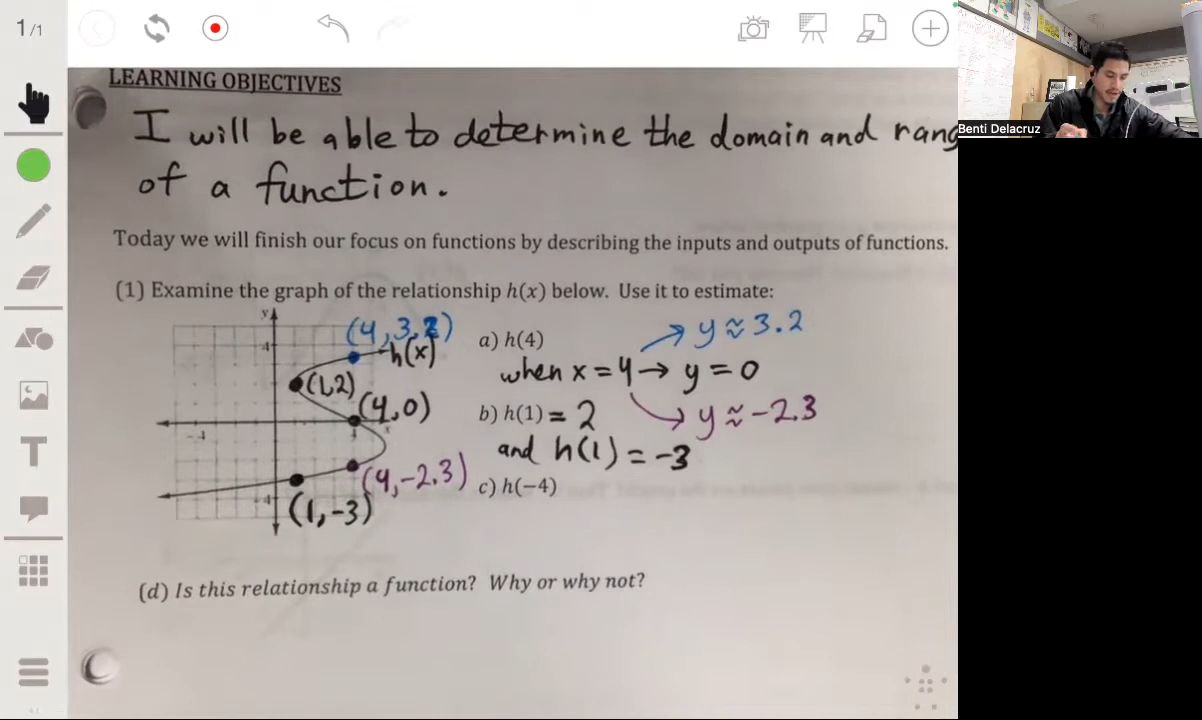 1/1
LEARNING OBJECTIVES
I will be able to determine the domain and rang
of a function.
Today we will finish our focus on functions by describing the inputs and outputs of functions.
(1) Examine the graph of the relationship h(x) below. Use it to estimate:
y
4
-4
x
-4
(4,3.2)
h(x)
(1,2)
(4,0)
(4,-2.3)
(1,-3)
a) h(4)
→ y ≈ 3.2
when x = 4 → y = 0
→ y ≈ -2.3
b) h(1) = 2
and h(1) = -3
c) h(−4)
(d) Is this relationship a function? Why or why not?
T
Benti Delacruz